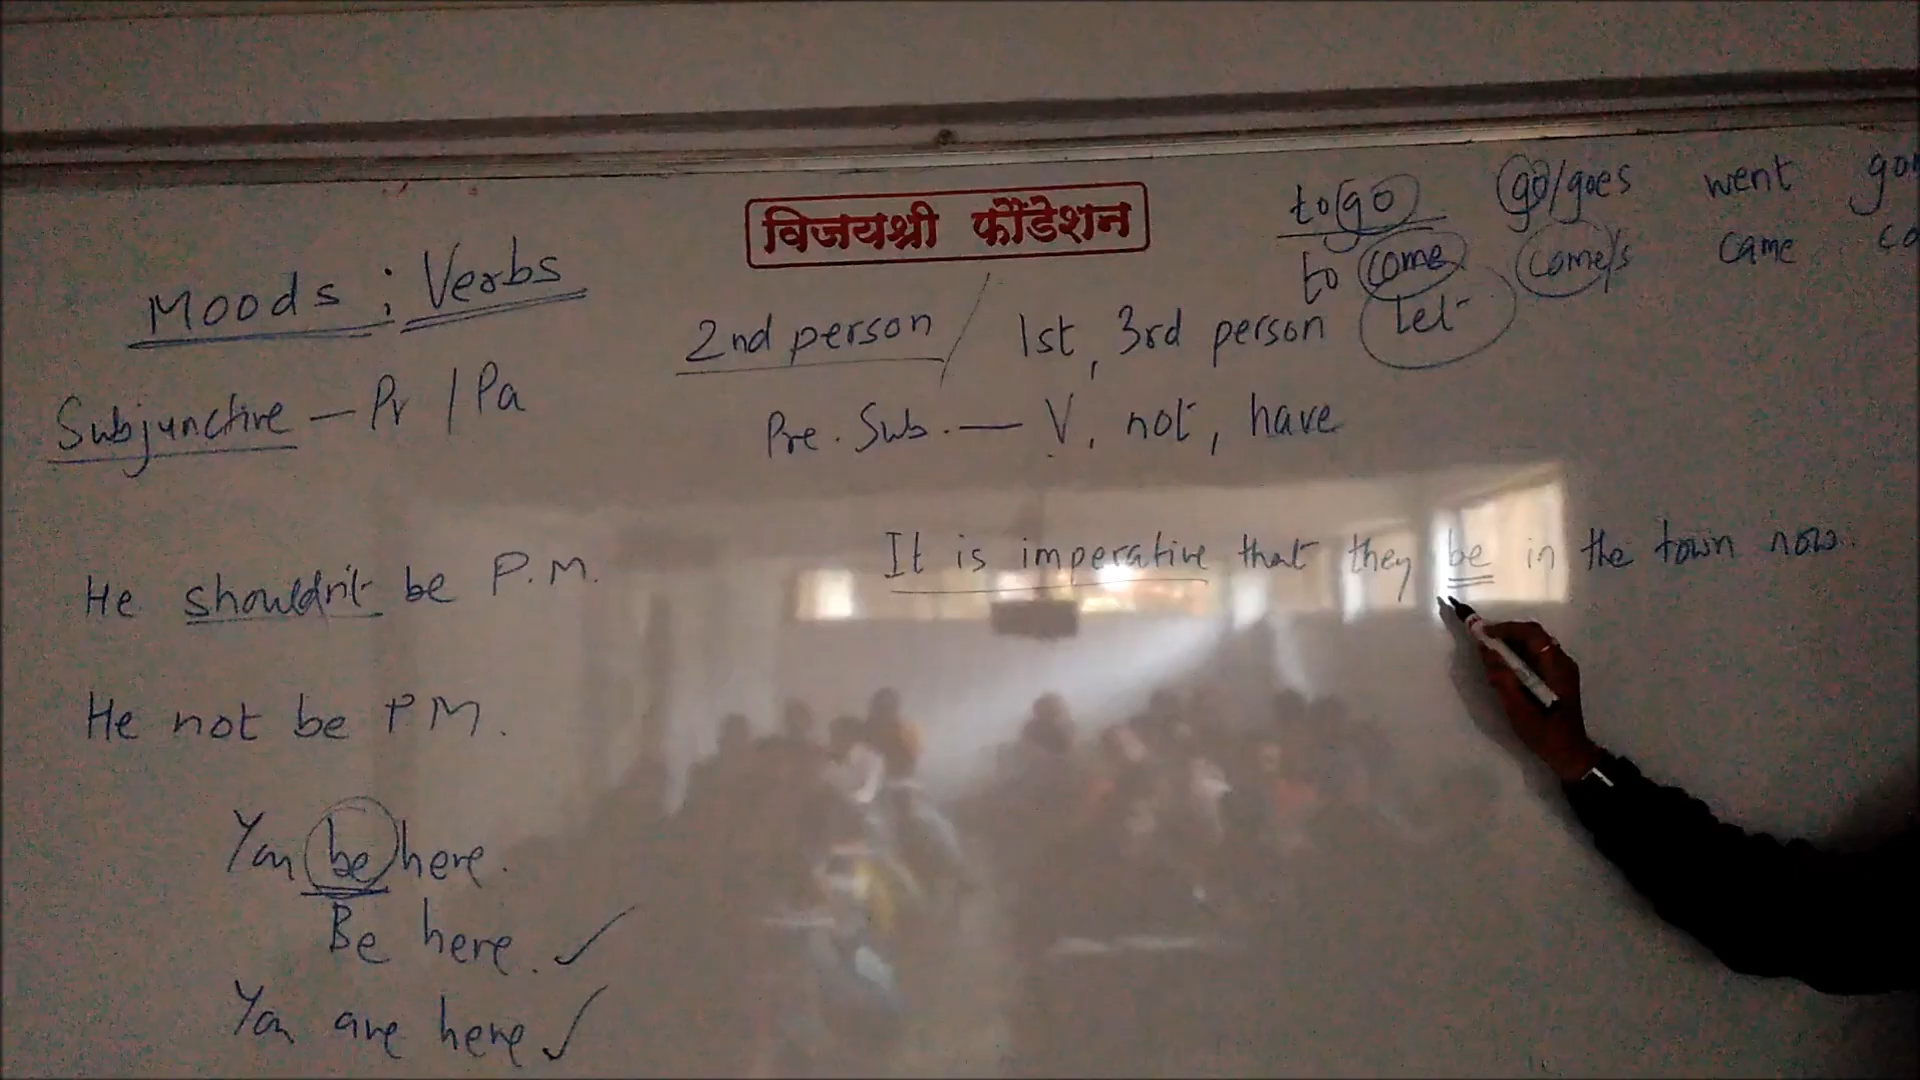 विजयश्री फौंडेशन
to go go/goes went
to come come/s came
Moods ; Verbs
2nd person / 1st, 3rd person let
Subjunctive - Pr / Pa
Pre. Sub. - V, not, have
It is imperative that they be in the town now.
He shouldn't be P.M.
He not be PM.
You be here.
Be here. ✓
You are here ✓